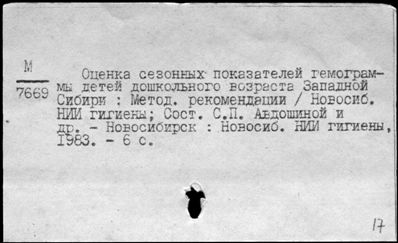 М
7669
Оценка сезонных показателей гемограм-
мы детей дошкольного возраста Западной
Сибири : Метод. рекомендации / Новосиб.
НИИ гигиены; Сост. С.П. Авдошиной и
др. - Новосибирск : Новосиб. НИИ гигиены,
1983. - 6 с.
17